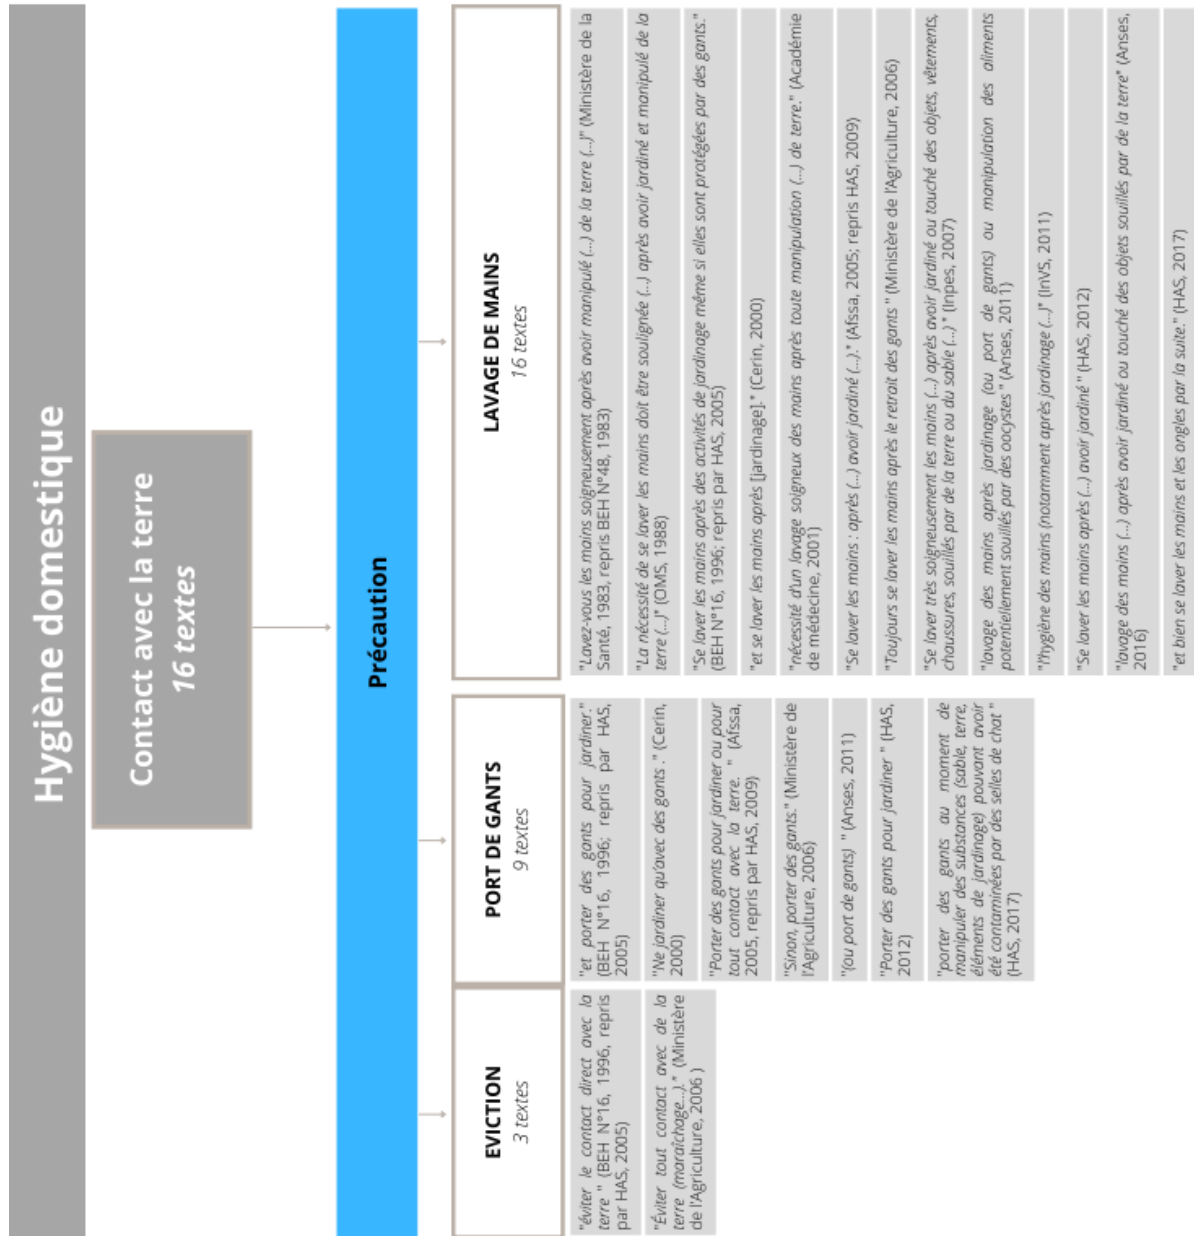 Hygiène domestique
Contact avec la terre
16 textes
Précaution
EVICTION
3 textes
"éviter le contact direct avec la
terre " (BEH N°16, 1996, repris
par HAS, 2005)
"Éviter tout contact avec de la
terre (maraîchage...)." (Ministère
de l'Agriculture, 2006 )
PORT DE GANTS
9 textes
"et porter des gants pour jardiner."
(BEH N°16, 1996; repris par HAS,
2005)
"Ne jardiner qu'avec des gants ." (Cerin,
2000)
"Porter des gants pour jardiner ou pour
tout contact avec la terre. " (Afssa,
2005, repris par HAS, 2009)
"Sinon, porter des gants." (Ministère de
l'Agriculture, 2006)
"(ou port de gants) " (Anses, 2011)
"Porter des gants pour jardiner " (HAS,
2012)
"porter des gants au moment de
manipuler des substances (sable, terre,
éléments de jardinage) pouvant avoir
été contaminées par des selles de chat "
(HAS, 2017)
LAVAGE DE MAINS
16 textes
"Lavez-vous les mains soigneusement après avoir manipulé (...) de la terre (...)" (Ministère de la
Santé, 1983, repris BEH N°48, 1983)
"La nécessité de se laver les mains doit être soulignée (...) après avoir jardiné et manipulé de la
terre (...)" (OMS, 1988)
"Se laver les mains après des activités de jardinage même si elles sont protégées par des gants."
(BEH N°16, 1996; repris par HAS, 2005)
"et se laver les mains après [jardinage]." (Cerin, 2000)
"nécessité d'un lavage soigneux des mains après toute manipulation (...) de terre." (Académie
de médecine, 2001)
"Se laver les mains : après (...) avoir jardiné (...)." (Afssa, 2005; repris HAS, 2009)
"Toujours se laver les mains après le retrait des gants " (Ministère de l'Agriculture, 2006)
"Se laver très soigneusement les mains (...) après avoir jardiné ou touché des objets, vêtements,
chaussures, souillés par de la terre ou du sable (...) " (Inpes, 2007)
"lavage des mains après jardinage (ou port de gants) ou manipulation des aliments
potentiellement souillés par des oocystes " (Anses, 2011)
"l'hygiène des mains (notamment après jardinage (...)" (InVS, 2011)
"Se laver les mains après (...) avoir jardiné " (HAS, 2012)
"lavage des mains (...) après avoir jardiné ou touché des objets souillés par de la terre" (Anses,
2016)
"et bien se laver les mains et les ongles par la suite." (HAS, 2017)